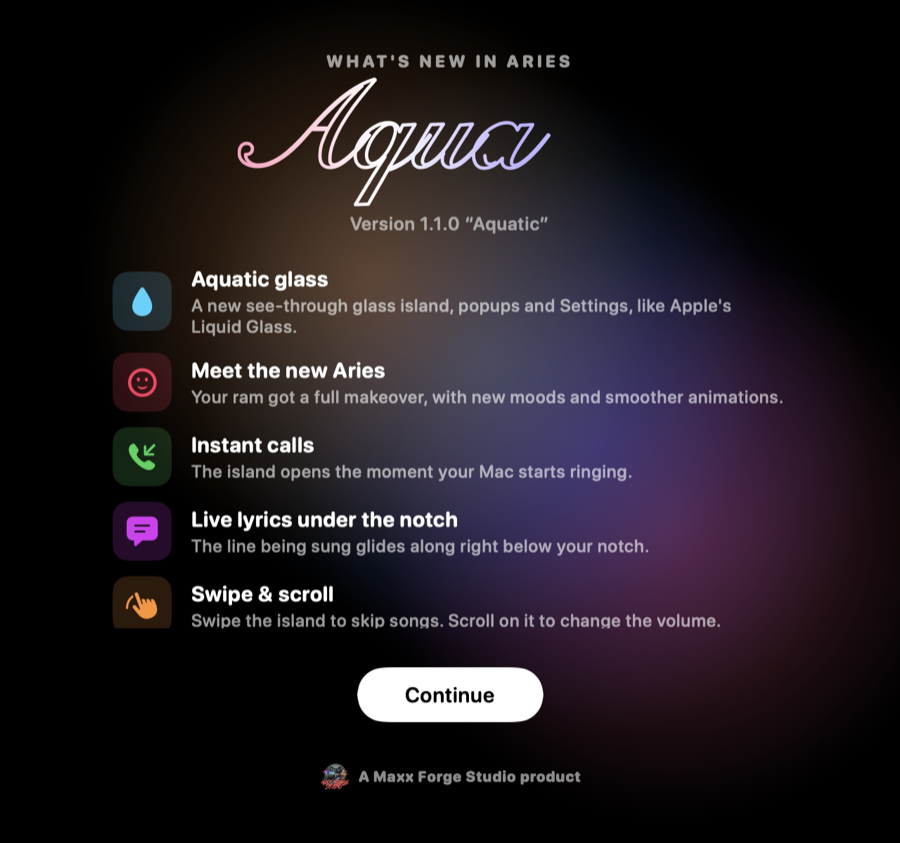 WHAT'S NEW IN ARIES
Aqua
Version 1.1.0 “Aquatic”
Aquatic glass
A new see-through glass island, popups and Settings, like Apple's
Liquid Glass.
Meet the new Aries
Your ram got a full makeover, with new moods and smoother animations.
Instant calls
The island opens the moment your Mac starts ringing.
Live lyrics under the notch
The line being sung glides along right below your notch.
Swipe & scroll
Swipe the island to skip songs. Scroll on it to change the volume.
Continue
A Maxx Forge Studio product